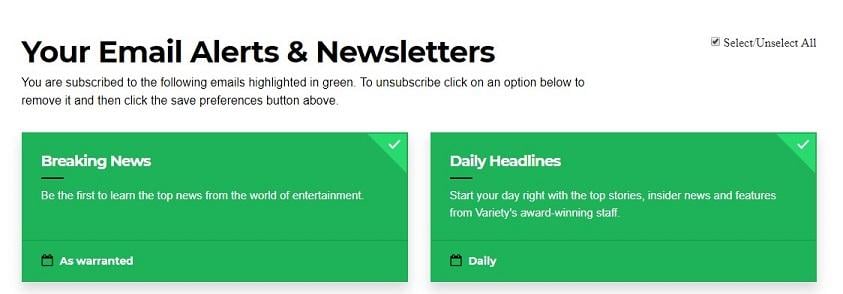 Your Email Alerts & Newsletters
Select/Unselect All
You are subscribed to the following emails highlighted in green. To unsubscribe click on an option below to
remove it and then click the save preferences button above.
Breaking News
Be the first to learn the top news from the world of entertainment.
As warranted
Daily Headlines
Start your day right with the top stories, insider news and features
from Variety's award-winning staff.
Daily